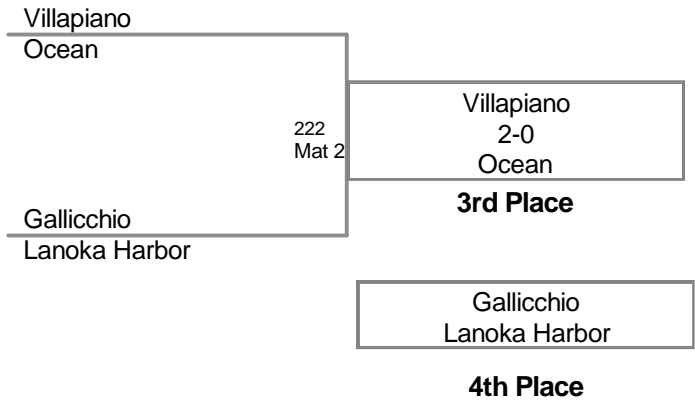 Villapiano
Ocean
222
Mat 2
Villapiano
2-0
Ocean
3rd Place
Gallicchio
Lanoka Harbor
Gallicchio
Lanoka Harbor
4th Place